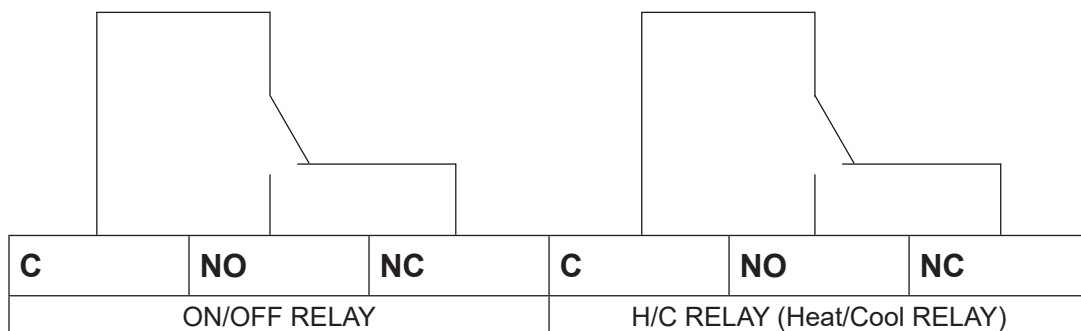 C NO NC C NO NC
ON/OFF RELAY H/C RELAY (Heat/Cool RELAY)